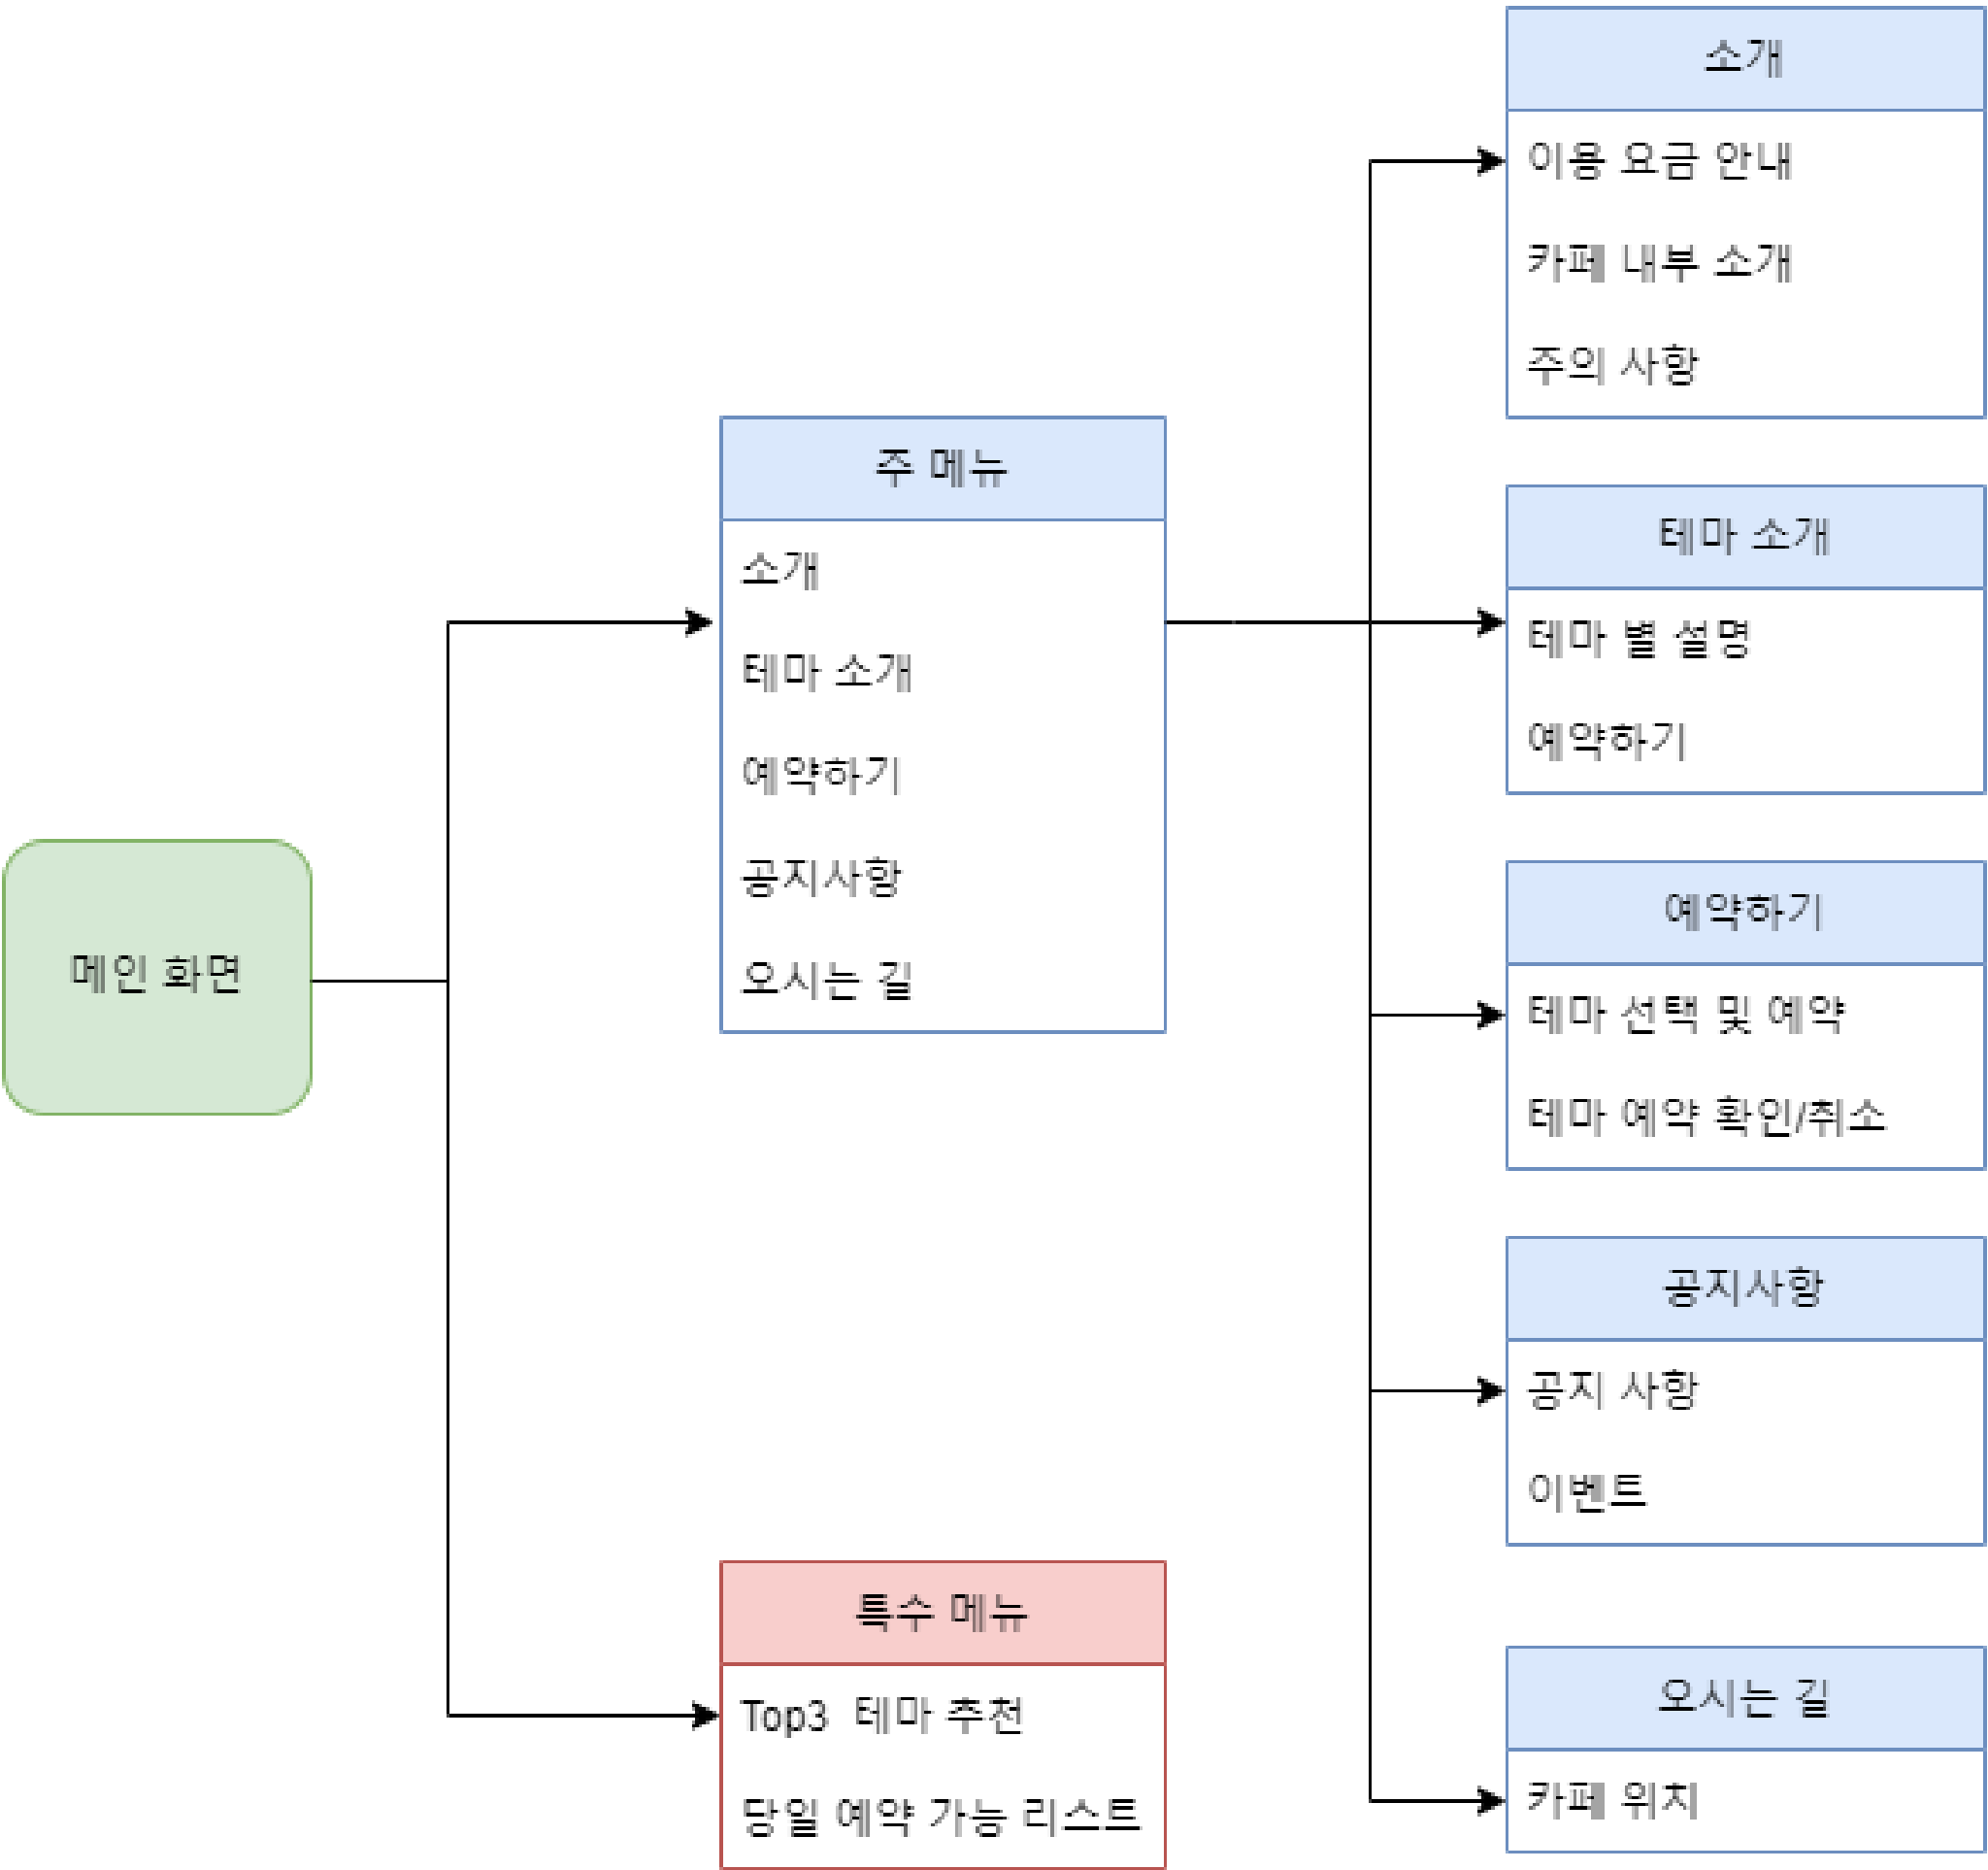 메인 화면
주 메뉴
소개
테마 소개
예약하기
공지사항
오시는 길
특수 메뉴
Top3 테마 추천
당일 예약 가능 리스트
소개
이용 요금 안내
카페 내부 소개
주의 사항
테마 소개
테마 별 설명
예약하기
예약하기
테마 선택 및 예약
테마 예약 확인/취소
공지사항
공지 사항
이벤트
오시는 길
카페 위치